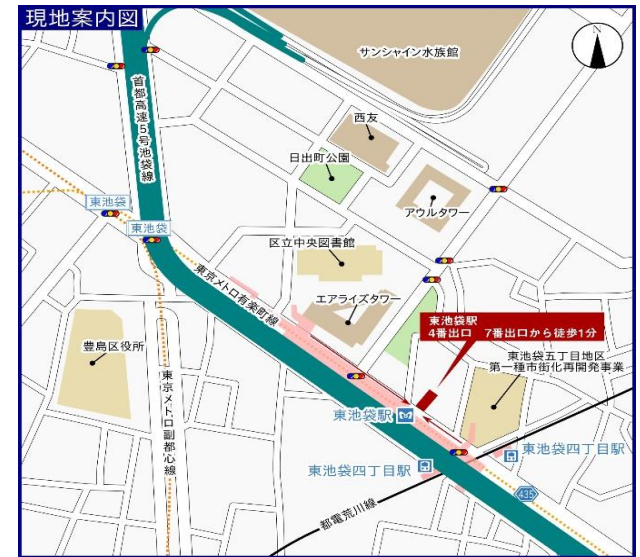 現地案内図
サンシャイン水族館
N
首都高速5号池袋線
西友
日出町公園
アウルタワー
東池袋
東池袋
区立中央図書館
東京メトロ有楽町線
エアライズタワー
東池袋駅
4番出口　7番出口から徒歩1分
豊島区役所
東池袋五丁目地区
第一種市街化再開発事業
東京メトロ副都心線
東池袋駅
東池袋四丁目駅
東池袋四丁目駅
435
都電荒川線